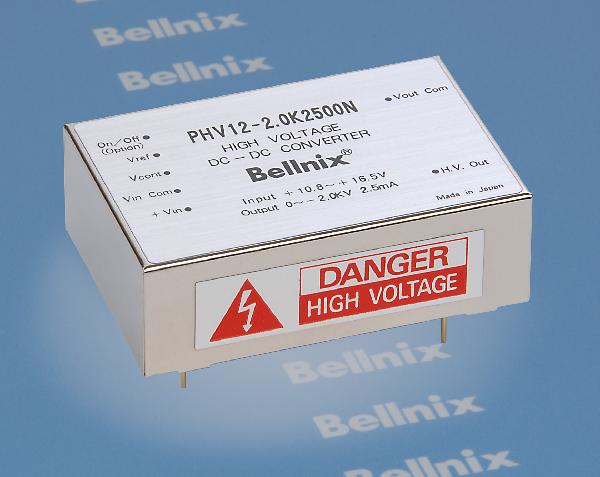 Bellnix
Bellnix
Bellnix
PHV12-2.0K2500N
HIGH VOLTAGE
DC-DC CONVERTER
Bellnix®
Input +10.8~+16.5V
Output 0~-2.0KV 2.5mA
On/Off
(Option)
Vref
Vcont
Vin Com
+Vin
Vout Com
H.V. Out
Made in Japan
DANGER
HIGH VOLTAGE
Bellnix
Bellnix
Bellnix